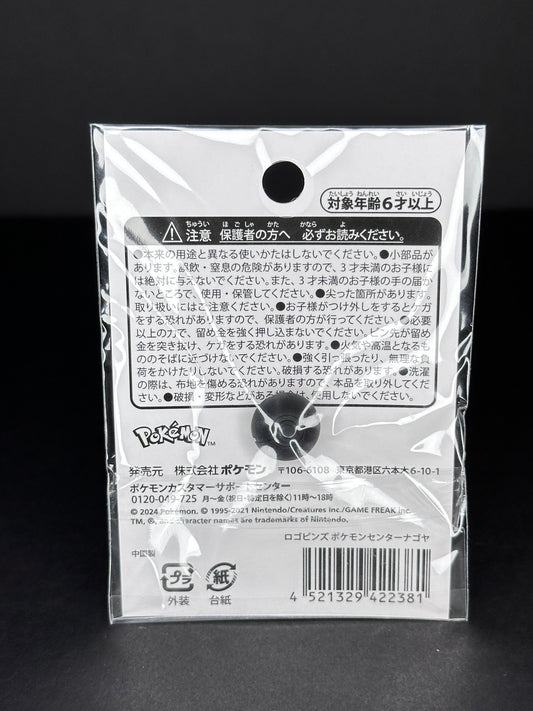 たいしょう ねんれい さい いじょう
対象年齢6才以上
ちゅうい ほごしゃ かた かなら よ
注意 保護者の方へ 必ずお読みください。
●本来の用途と異なる使いかたはしないでください。●小部品が
あります。誤飲・窒息の危険がありますので、3才未満のお子様に
は絶対に与えないでください。また、3才未満のお子様の手の届か
ないところで、使用・保管してください。●尖った箇所があります。
取り扱いにはご注意ください。●お子様がつけ外しをするとケガ
をする恐れがありますので、保護者の方が行ってください。●必要
以上の力で、留め金を強く押し込まないでください。ピン先が留め
金を突き抜け、ケガをする恐れがあります。●火気や高温となるも
ののそばに近づけないでください。●強く引っ張ったり、無理な負
荷をかけたりしないでください。破損する恐れがあります。●洗濯
の際は、布地を傷める恐れがありますので、本品を取り外してくだ
さい。●破損・変形などがある場合は、使用しないでください。
POKéMON™
発売元 株式会社ポケモン 〒106-6108 東京都港区六本木6-10-1
ポケモンカスタマーサポートセンター
0120-049-725 月～金(祝日・特定日を除く)11時～18時
© 2024 Pokémon. © 1995-2021 Nintendo/Creatures inc./GAME FREAK inc.
TM, ®, and character names are trademarks of Nintendo.
ロゴピンズ ポケモンセンターナゴヤ
中国製
プラ 紙
外装 台紙
4 521329 422381